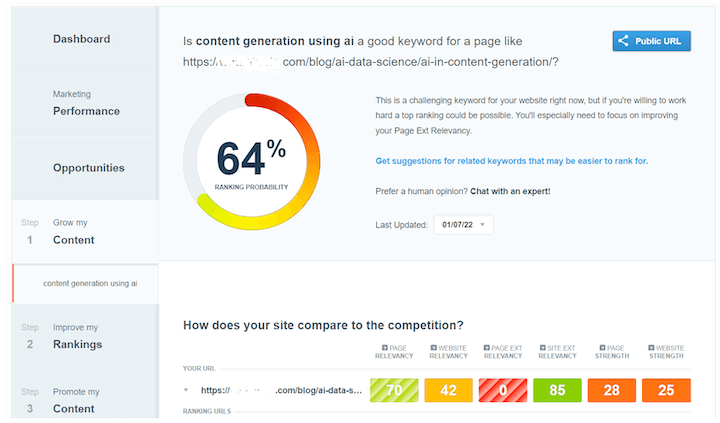 Dashboard
Marketing
Performance
Opportunities
Step 1
Grow my
Content
content generation using ai
Step 2
Improve my
Rankings
Step 3
Promote my
Content
Is content generation using ai a good keyword for a page like
https:// .com/blog/ai-data-science/ai-in-content-generation/?
Public URL
64%
RANKING PROBABILITY
This is a challenging keyword for your website right now, but if you're willing to work
hard a top ranking could be possible. You'll especially need to focus on improving
your Page Ext Relevancy.
Get suggestions for related keywords that may be easier to rank for.
Prefer a human opinion? Chat with an expert!
Last Updated: 01/07/22
How does your site compare to the competition?
PAGE RELEVANCY
WEBSITE RELEVANCY
PAGE EXT RELEVANCY
SITE EXT RELEVANCY
PAGE STRENGTH
WEBSITE STRENGTH
YOUR URL
https:// .com/blog/ai-data-s... 70 42 0 85 28 25
RANKING URLS